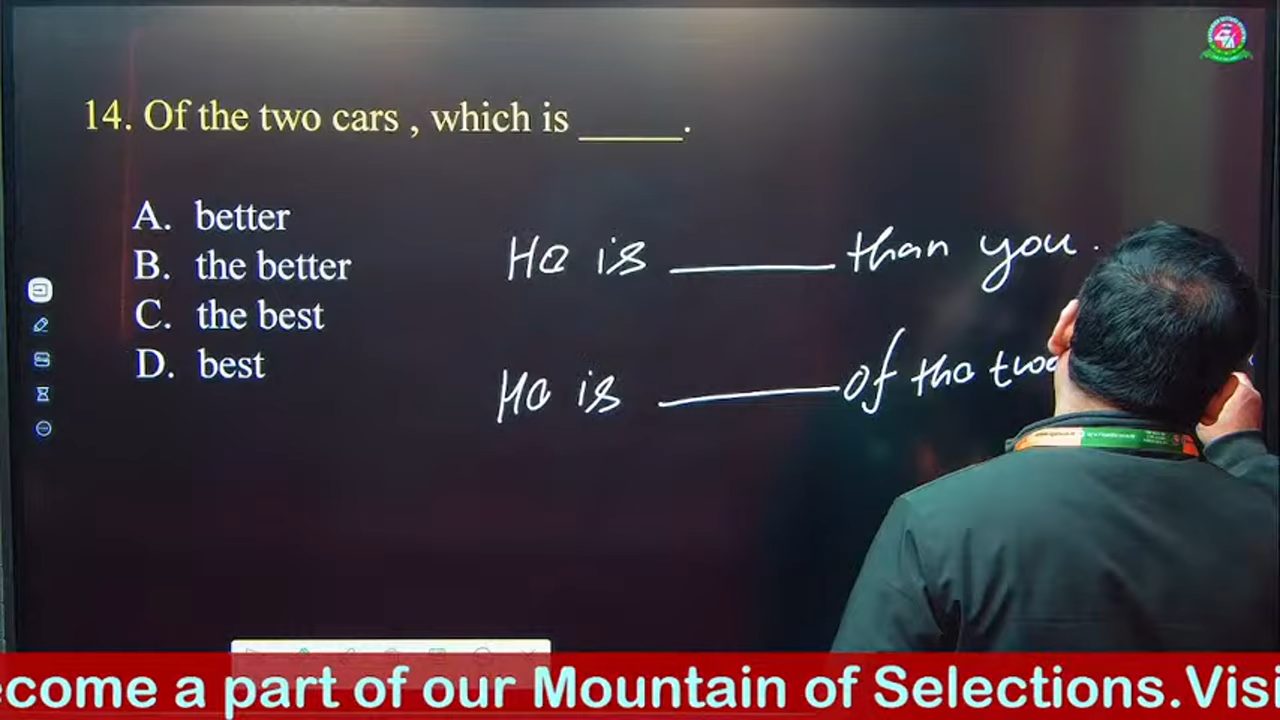 14. Of the two cars , which is _____.
A. better
B. the better
C. the best
D. best
He is _____ than you.
He is _____ of the two
ecome a part of our Mountain of Selections.Visi